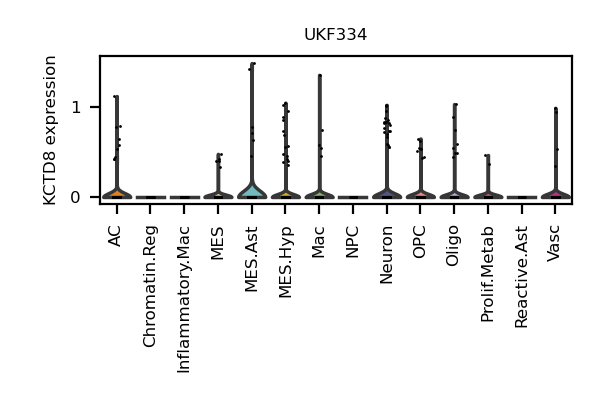 UKF334
KCTD8 expression
1
0
AC
Chromatin.Reg
Inflammatory.Mac
MES
MES.Ast
MES.Hyp
Mac
NPC
Neuron
OPC
Oligo
Prolif.Metab
Reactive.Ast
Vasc